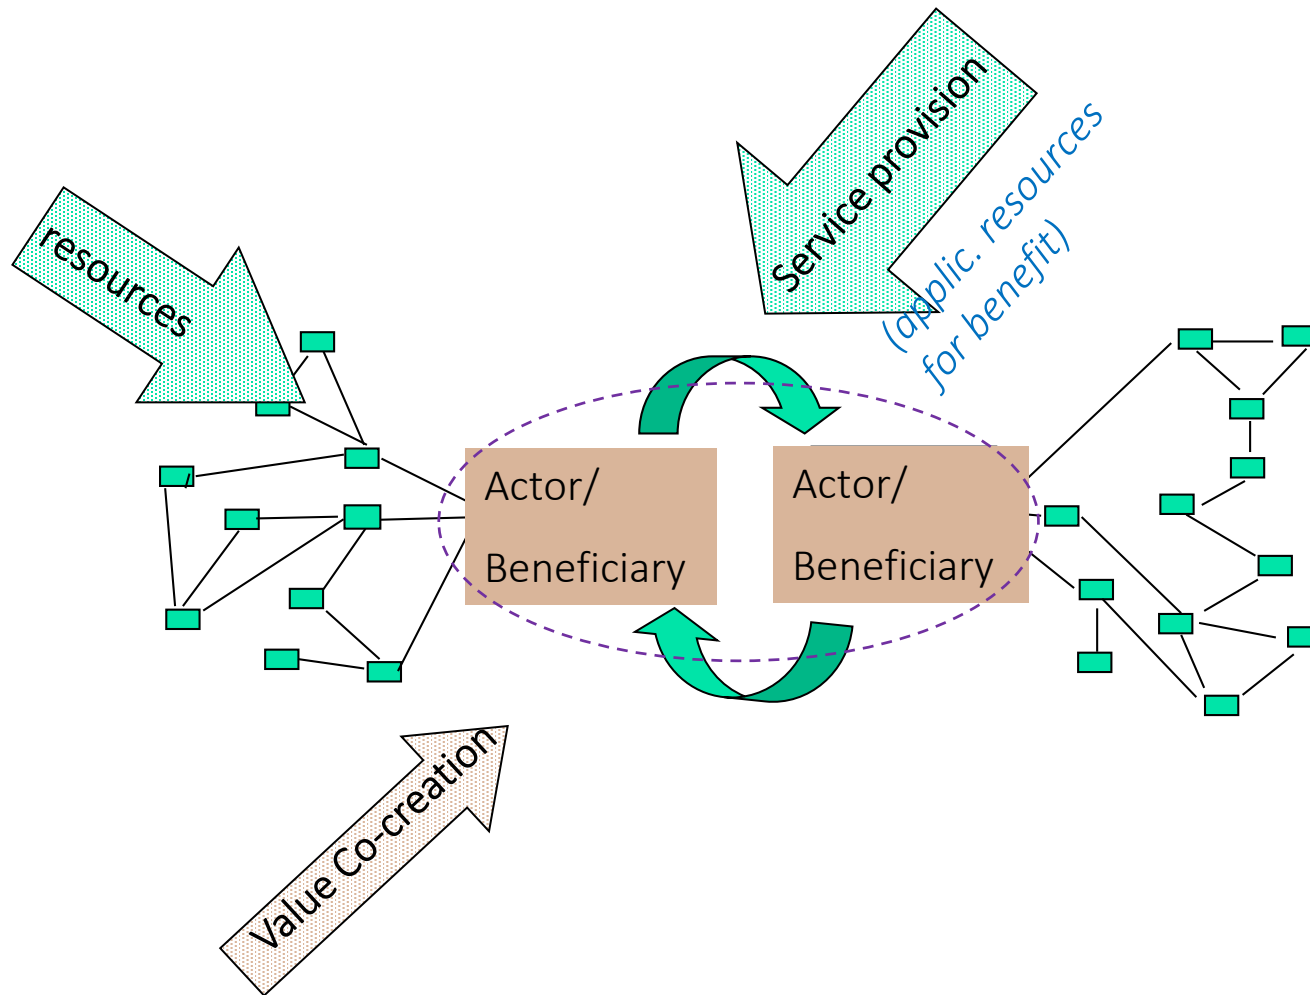 Service provision
(applic. resources
for benefit)
resources
Actor/
Beneficiary
Actor/
Beneficiary
Value Co-creation